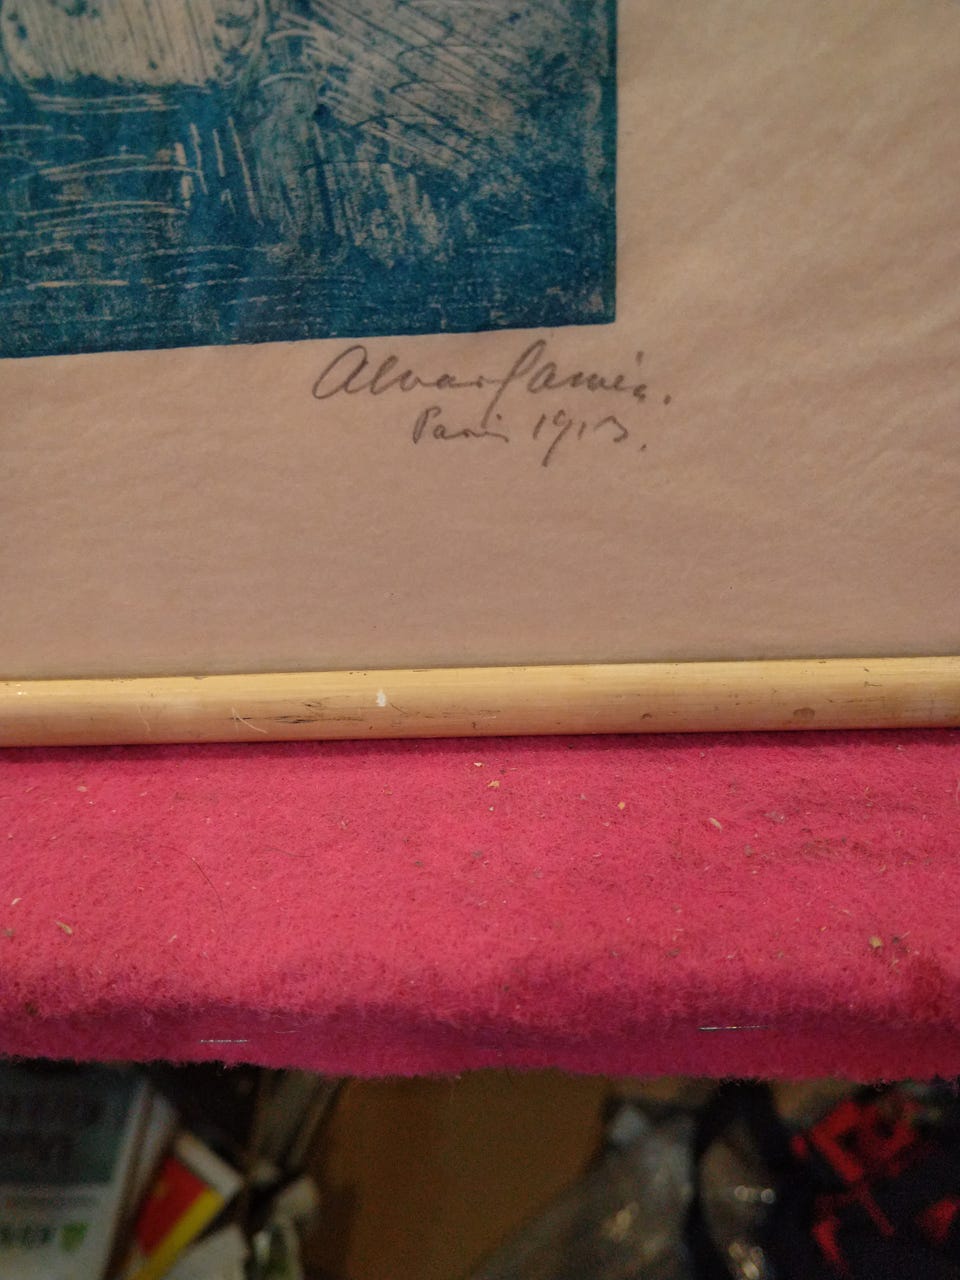 Alvar Cawén.
Paris 1913.